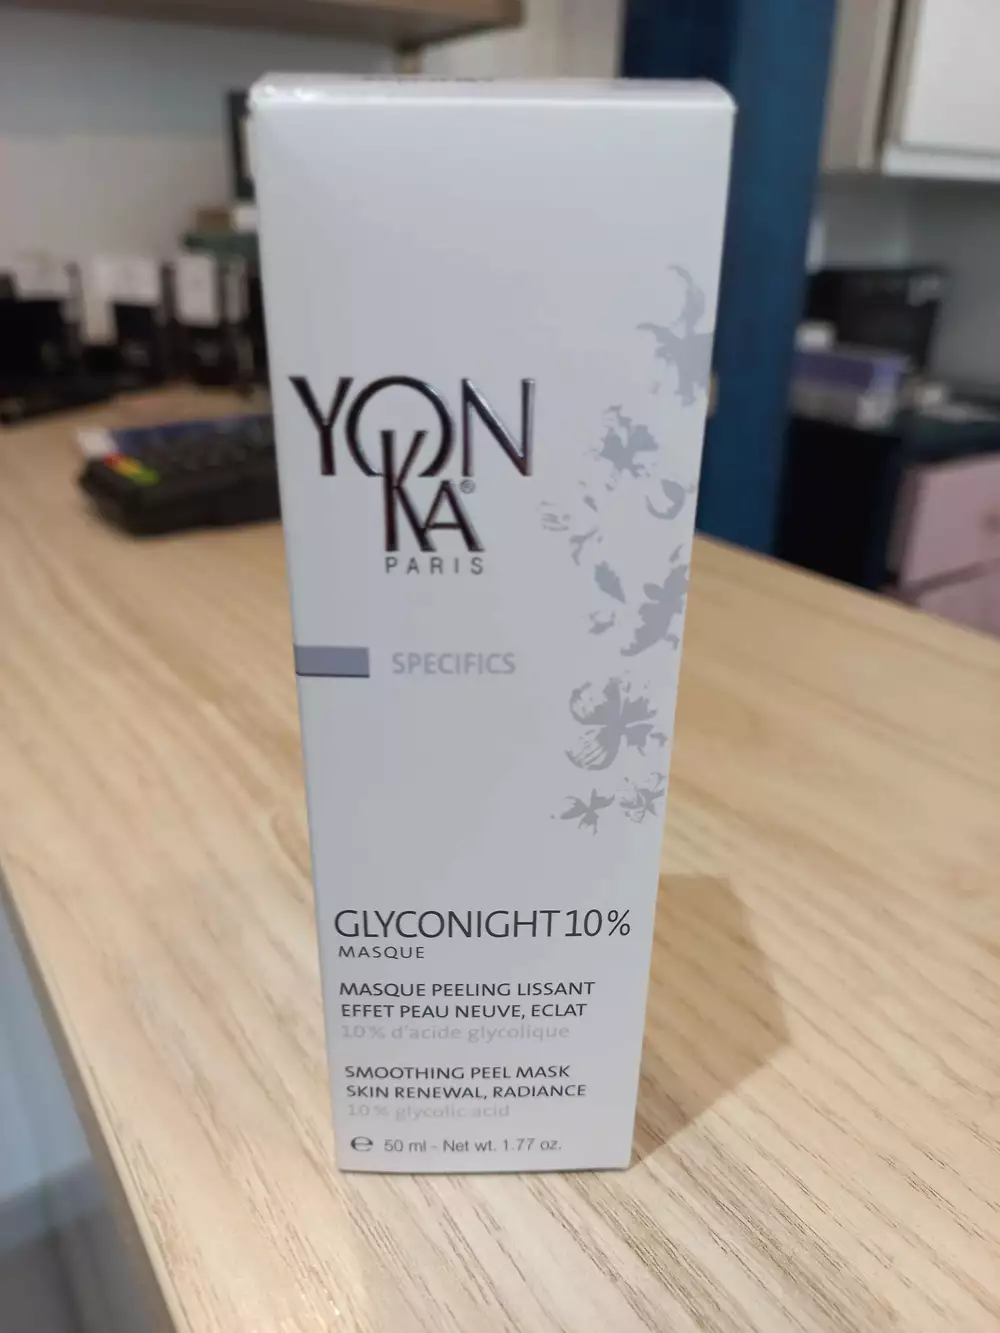 YON
KA®
PARIS
SPECIFICS
GLYCONIGHT 10%
MASQUE
MASQUE PEELING LISSANT
EFFET PEAU NEUVE, ECLAT
10% d'acide glycolique
SMOOTHING PEEL MASK
SKIN RENEWAL, RADIANCE
10% glycolic acid
℮ 50 ml - Net wt. 1.77 oz.